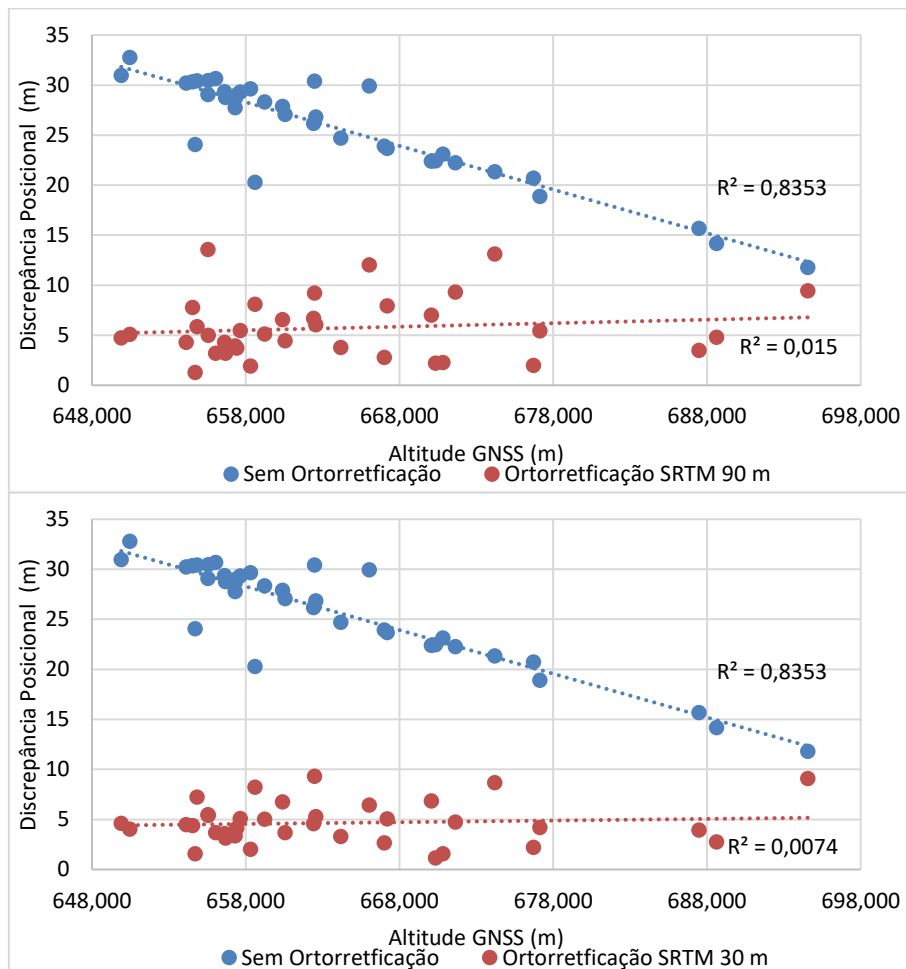 35
30
25
20
15
10
5
0
Discrepância Posicional (m)
R² = 0,8353
R² = 0,015
648,000 658,000 668,000 678,000 688,000 698,000
Altitude GNSS (m)
Sem Ortorretficação Ortorretficação SRTM 90 m
35
30
25
20
15
10
5
0
Discrepância Posicional (m)
R² = 0,8353
R² = 0,0074
648,000 658,000 668,000 678,000 688,000 698,000
Altitude GNSS (m)
Sem Ortorretficação Ortorretficação SRTM 30 m